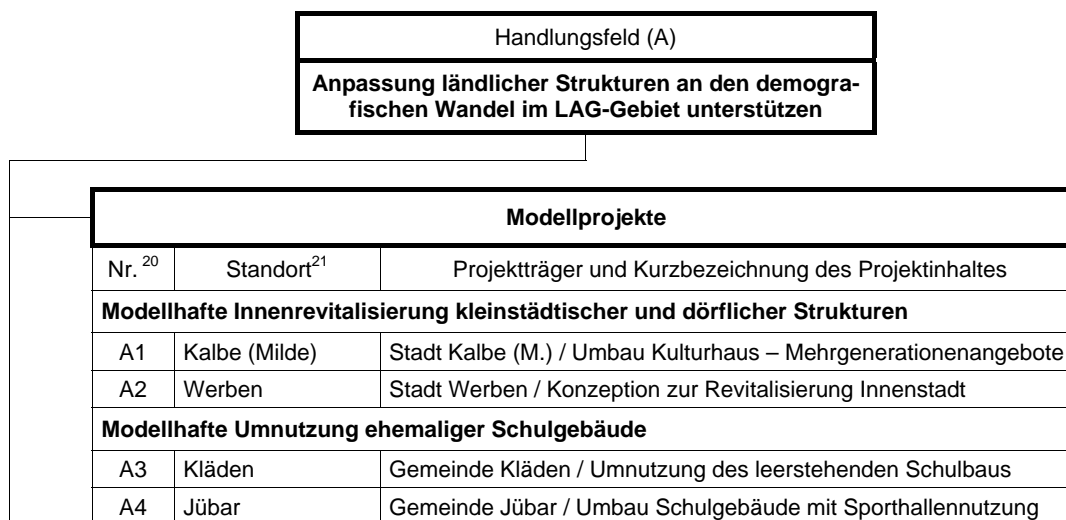 Handlungsfeld (A)
Anpassung ländlicher Strukturen an den demogra-
fischen Wandel im LAG-Gebiet unterstützen
Modellprojekte
Nr. 20 Standort21 Projektträger und Kurzbezeichnung des Projektinhaltes
Modellhafte Innenrevitalisierung kleinstädtischer und dörflicher Strukturen
A1 Kalbe (Milde) Stadt Kalbe (M.) / Umbau Kulturhaus – Mehrgenerationenangebote
A2 Werben Stadt Werben / Konzeption zur Revitalisierung Innenstadt
Modellhafte Umnutzung ehemaliger Schulgebäude
A3 Kläden Gemeinde Kläden / Umnutzung des leerstehenden Schulbaus
A4 Jübar Gemeinde Jübar / Umbau Schulgebäude mit Sporthallennutzung